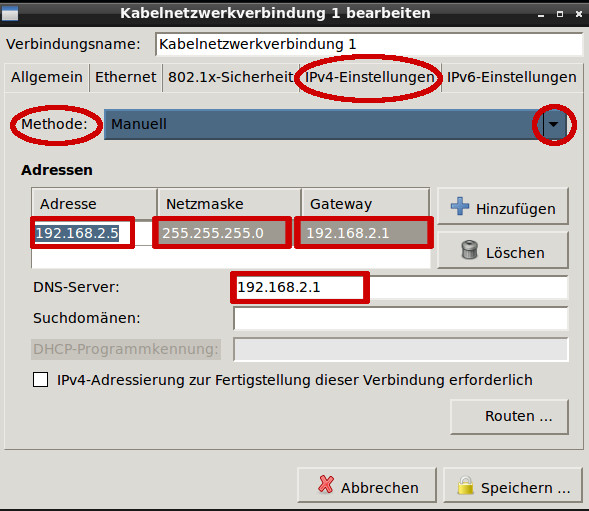 Kabelnetzwerkverbindung 1 bearbeiten
Verbindungsname: Kabelnetzwerkverbindung 1
Allgemein Ethernet 802.1x-Sicherheit IPv4-Einstellungen IPv6-Einstellungen
Methode: Manuell
Adressen
Adresse Netzmaske Gateway Hinzufügen
192.168.2.5 255.255.255.0 192.168.2.1
Löschen
DNS-Server: 192.168.2.1
Suchdomänen:
DHCP-Programmkennung:
IPv4-Adressierung zur Fertigstellung dieser Verbindung erforderlich
Routen ...
Abbrechen Speichern ...